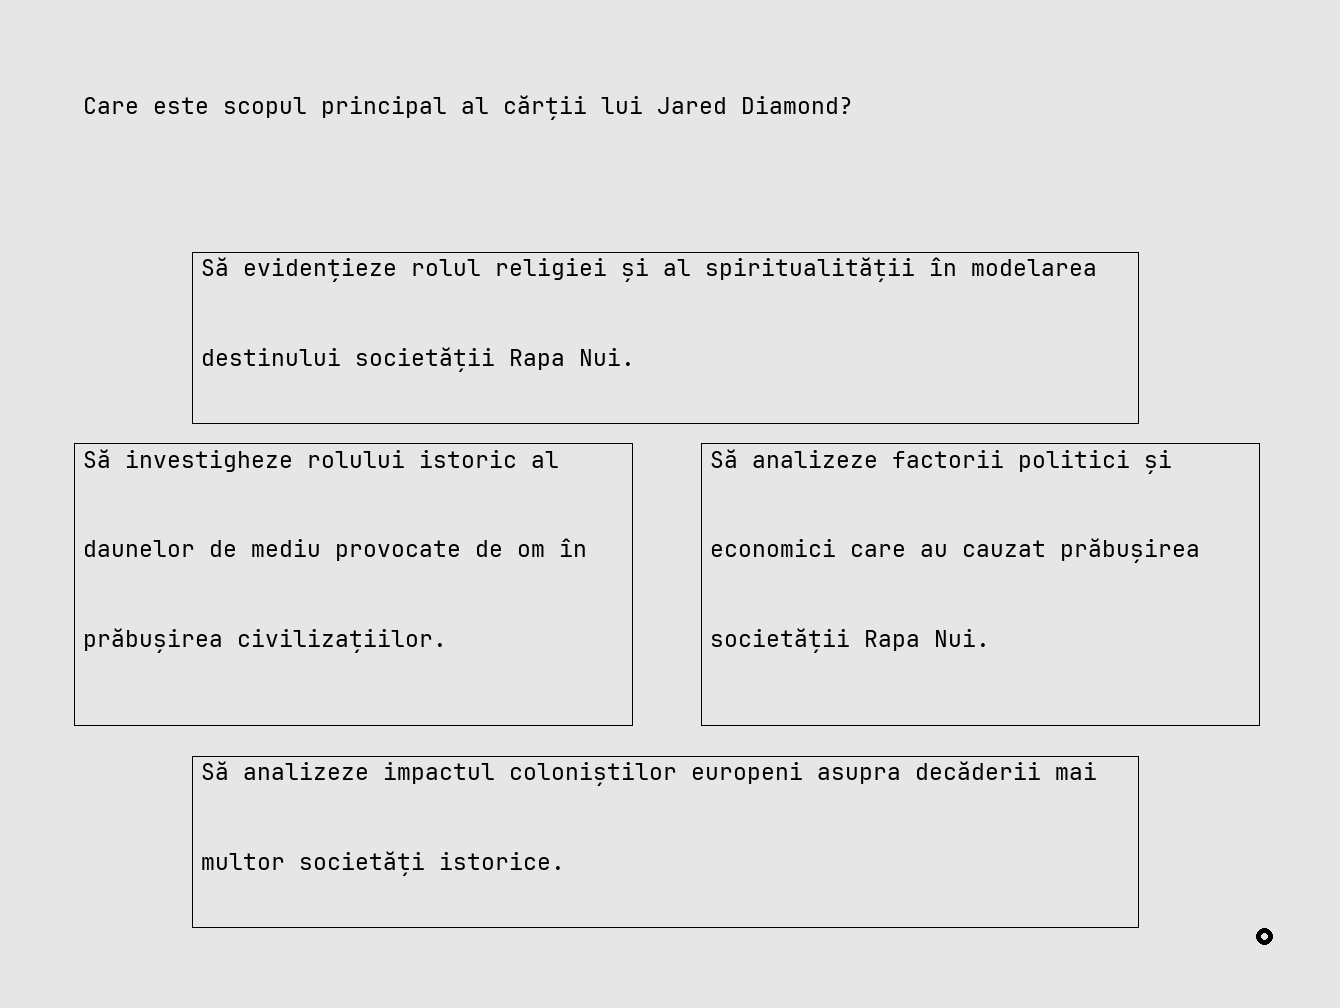 Care este scopul principal al cărții lui Jared Diamond?
Să evidențieze rolul religiei și al spiritualității în modelarea
destinului societății Rapa Nui.
Să investigheze rolului istoric al
daunelor de mediu provocate de om în
prăbușirea civilizațiilor.
Să analizeze factorii politici și
economici care au cauzat prăbușirea
societății Rapa Nui.
Să analizeze impactul coloniștilor europeni asupra decăderii mai
multor societăți istorice.